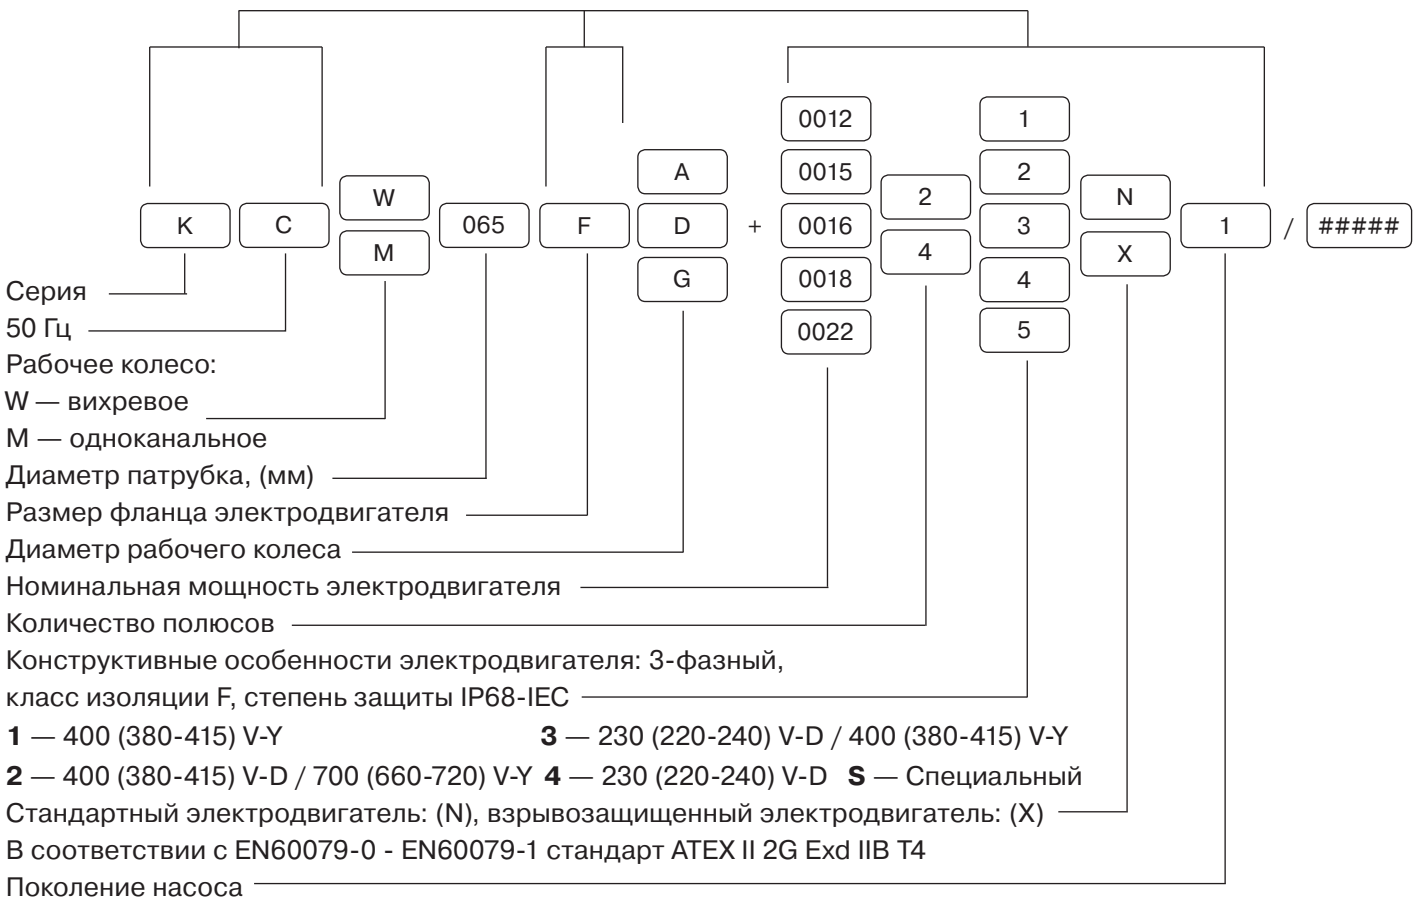 0012 1
A 0015 2
W 2 N
K C 065 F D + 0016 3 1 / #####
M 4 X
G 0018 4
0022 5
Серия
50 Гц
Рабочее колесо:
W — вихревое
M — одноканальное
Диаметр патрубка, (мм)
Размер фланца электродвигателя
Диаметр рабочего колеса
Номинальная мощность электродвигателя
Количество полюсов
Конструктивные особенности электродвигателя: 3-фазный,
класс изоляции F, степень защиты IP68-IEC
1 — 400 (380-415) V-Y 3 — 230 (220-240) V-D / 400 (380-415) V-Y
2 — 400 (380-415) V-D / 700 (660-720) V-Y 4 — 230 (220-240) V-D S — Специальный
Стандартный электродвигатель: (N), взрывозащищенный электродвигатель: (X)
В соответствии с EN60079-0 - EN60079-1 стандарт ATEX II 2G Exd IIB T4
Поколение насоса